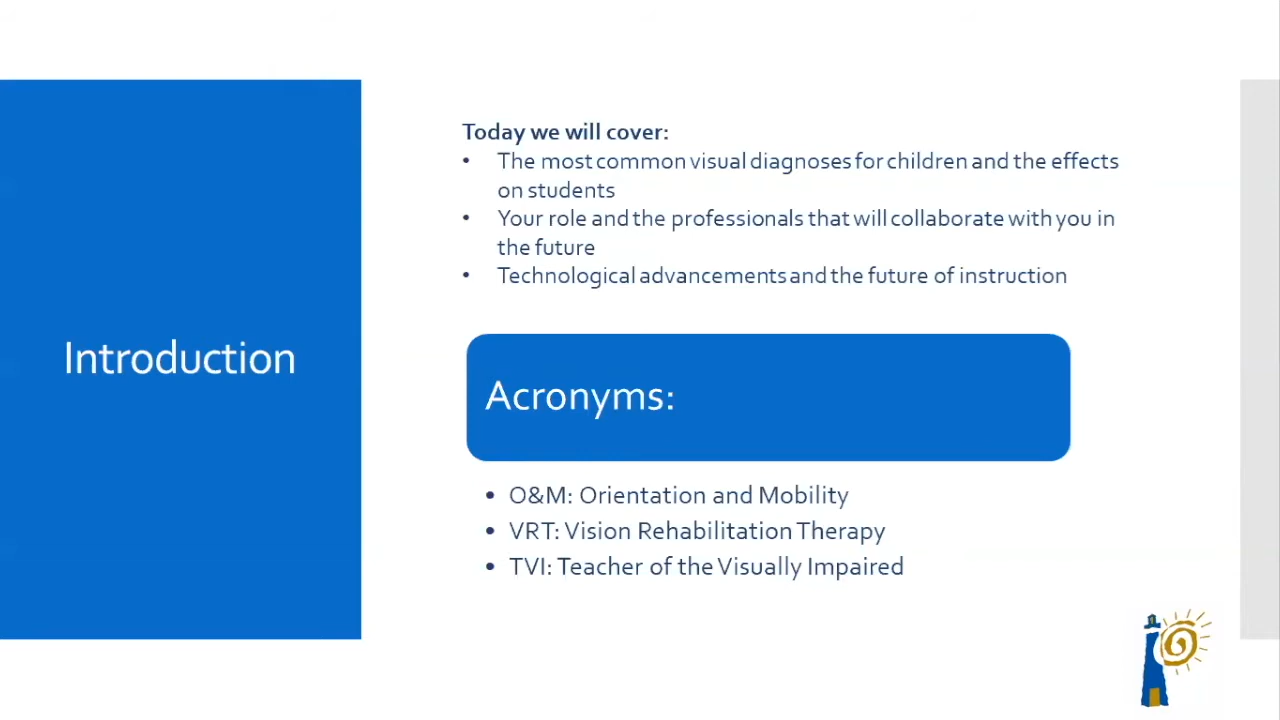 Introduction
Today we will cover:
• The most common visual diagnoses for children and the effects
on students
• Your role and the professionals that will collaborate with you in
the future
• Technological advancements and the future of instruction
Acronyms:
• O&M: Orientation and Mobility
• VRT: Vision Rehabilitation Therapy
• TVI: Teacher of the Visually Impaired